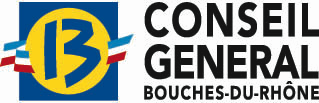 13
CONSEIL
GENERAL
BOUCHES-DU-RHÔNE